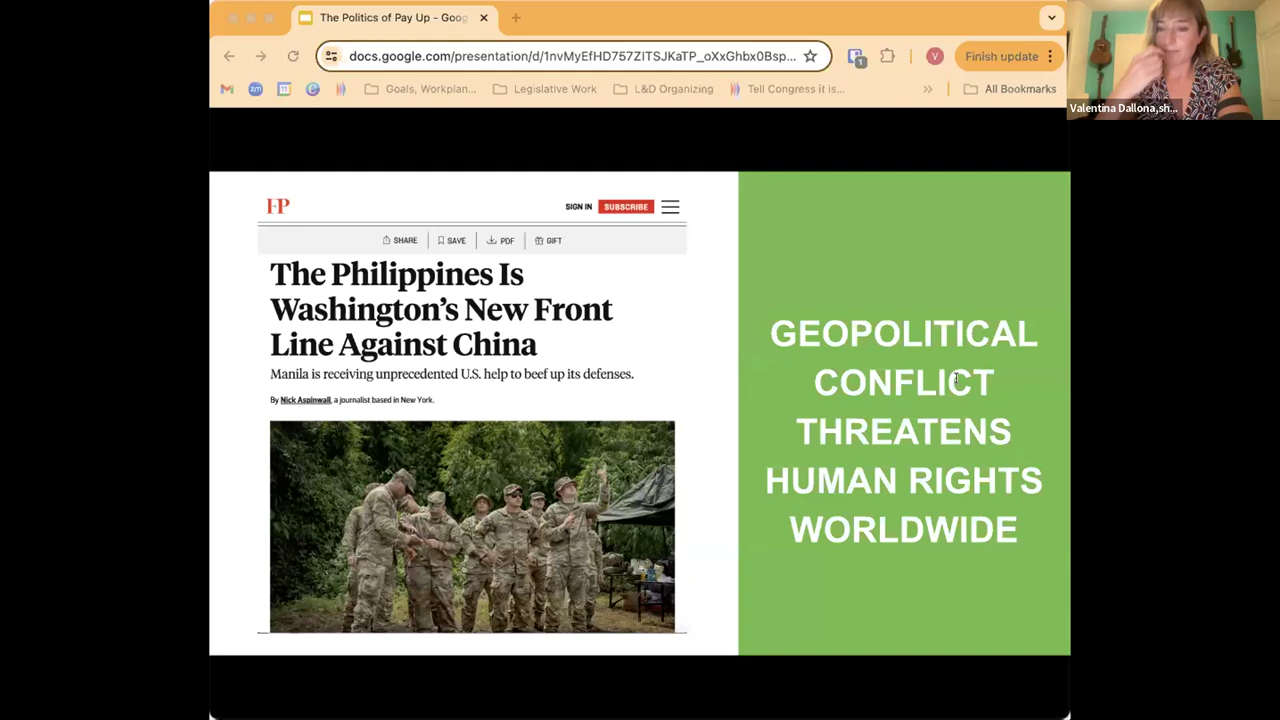 The Politics of Pay Up - Goog
docs.google.com/presentation/d/1nvMyEfHD757ZITSJKaTP_oXxGhbx0Bsp...
1
V
Finish update
Goals, Workplan...
Legislative Work
L&D Organizing
Tell Congress it is...
»
All Bookmarks
Valentina Dallona,sh...
FP
SIGN IN
SUBSCRIBE
SHARE
SAVE
PDF
GIFT
The Philippines Is
Washington's New Front
Line Against China
Manila is receiving unprecedented U.S. help to beef up its defenses.
By Nick Aspinwall, a journalist based in New York.
GEOPOLITICAL
CONFLICT
THREATENS
HUMAN RIGHTS
WORLDWIDE